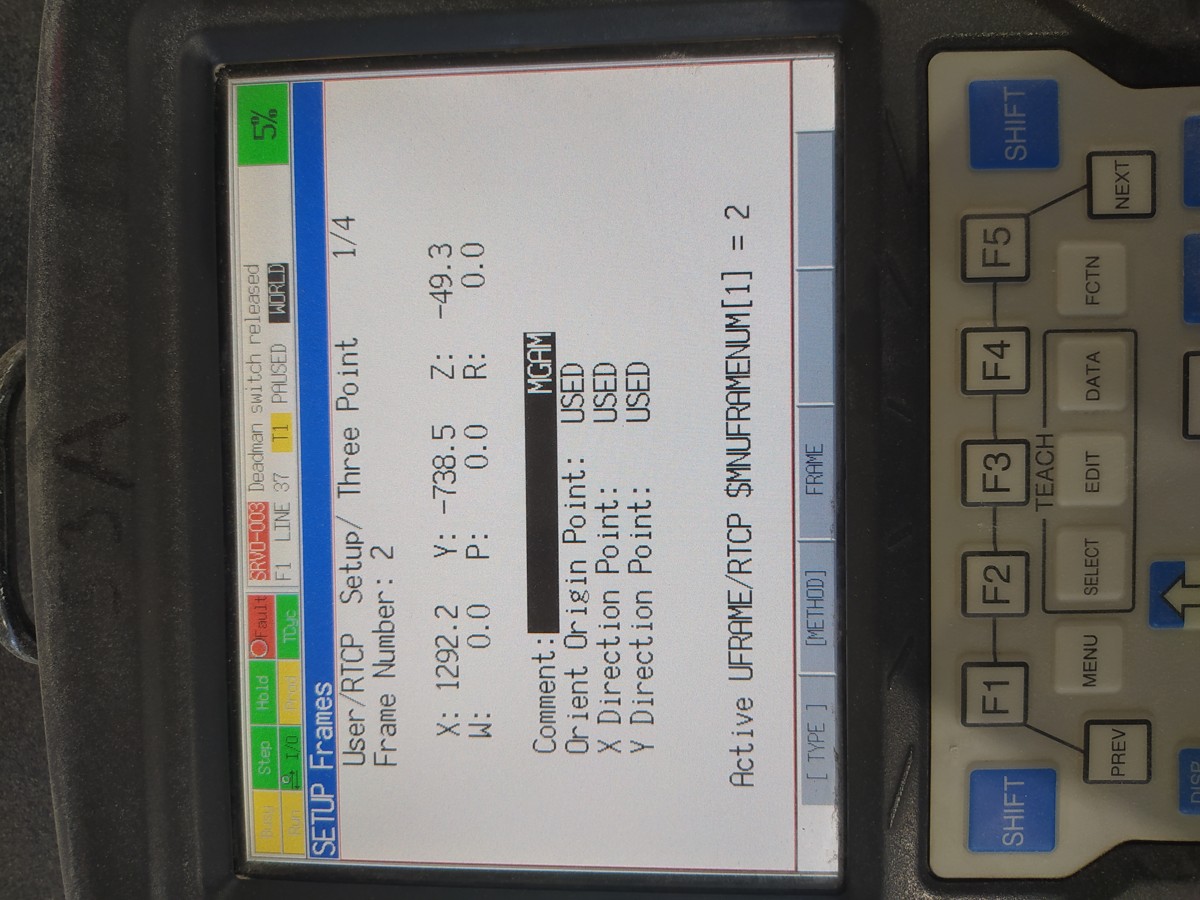 Busy Step Hold Fault SRVO-003 Deadman switch released
Run I/O Prod TCyc F1 LINE 37 T1 PAUSED WORLD 5%
SETUP Frames
User/RTCP Setup/ Three Point 1/4
Frame Number: 2
X: 1292.2 Y: -738.5 Z: -49.3
W: 0.0 P: 0.0 R: 0.0
Comment: MGAM
Orient Origin Point: USED
X Direction Point: USED
Y Direction Point: USED
Active UFRAME/RTCP $MNUFRAMENUM[1] = 2
[ TYPE ] [METHOD] FRAME
3 A
F1 F2 F3 F4 F5
SHIFT SHIFT
TEACH
PREV MENU SELECT EDIT DATA FCTN NEXT
DISP